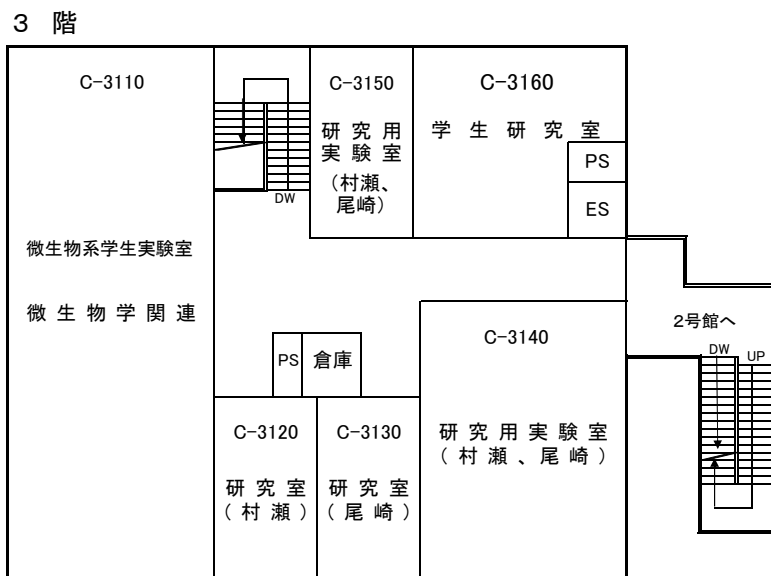 3 階
C-3110
微生物系学生実験室
微生物学関連
DW
C-3150
研究用
実験室
(村瀬、
尾崎)
C-3160
学生研究室
PS
ES
2号館へ
DW
UP
PS
倉庫
C-3120
研究室
(村瀬)
C-3130
研究室
(尾崎)
C-3140
研究用実験室
(村瀬、尾崎)